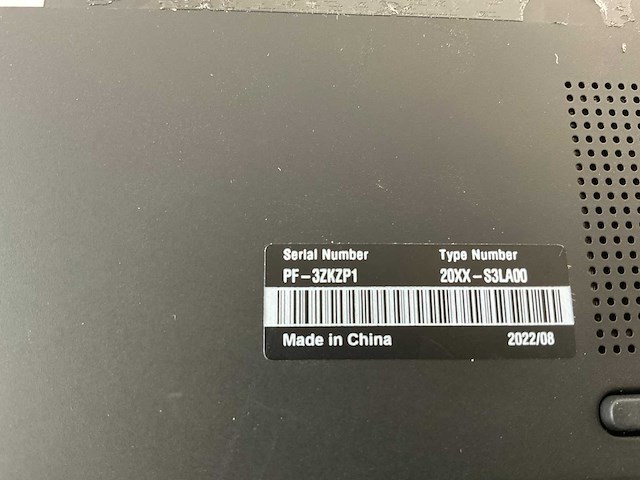 Serial Number Type Number
PF-3ZKZP1 20XX-S3LA00
Made in China 2022/08